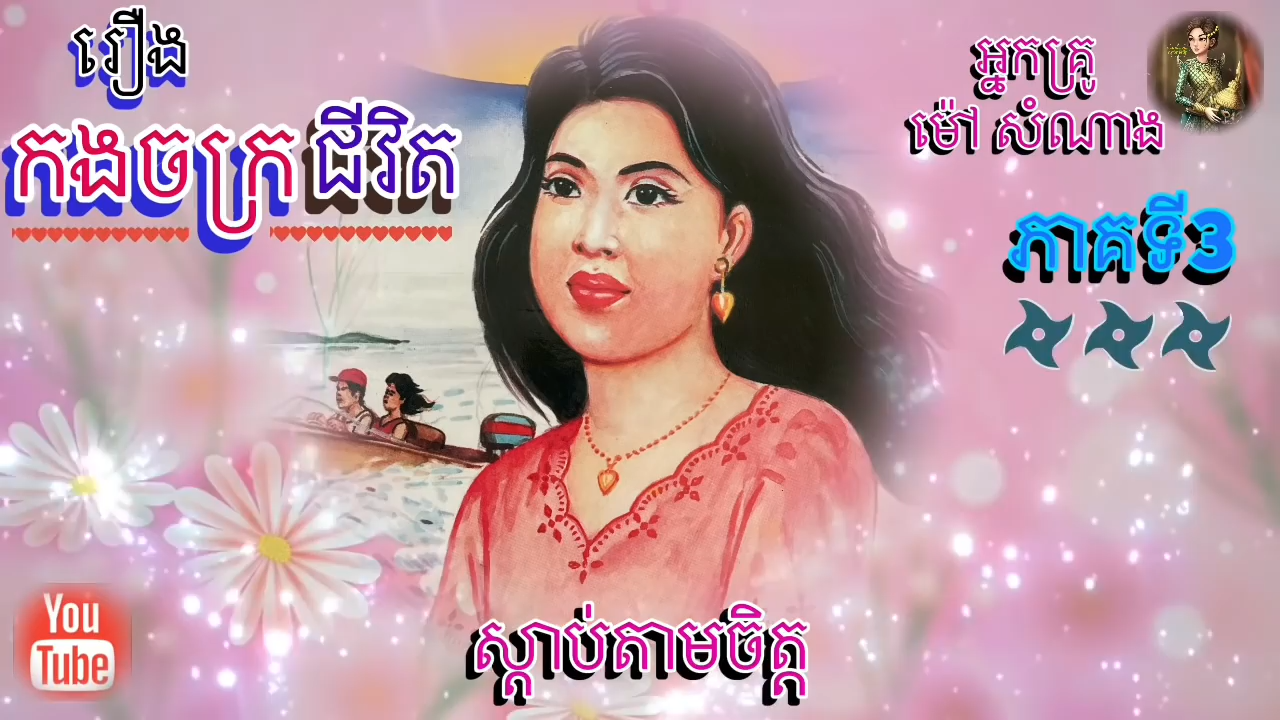 រឿង
កងចក្រជីវិត
អ្នកគ្រូ
ម៉ៅ សំណាង
ភាគទី3
You
Tube
ស្តាប់តាមចិត្ត